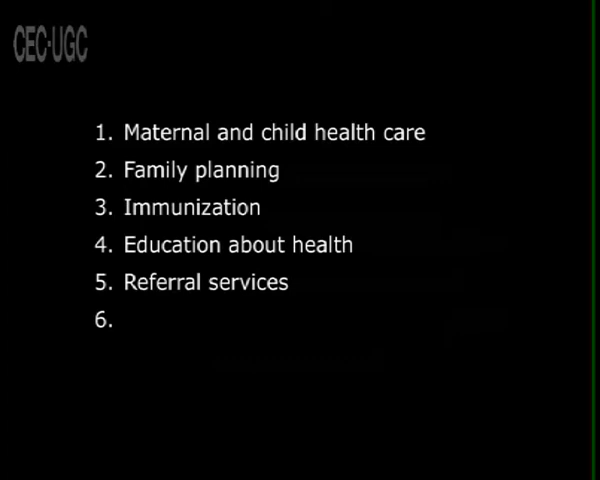 CEC-UGC
1. Maternal and child health care
2. Family planning
3. Immunization
4. Education about health
5. Referral services
6.